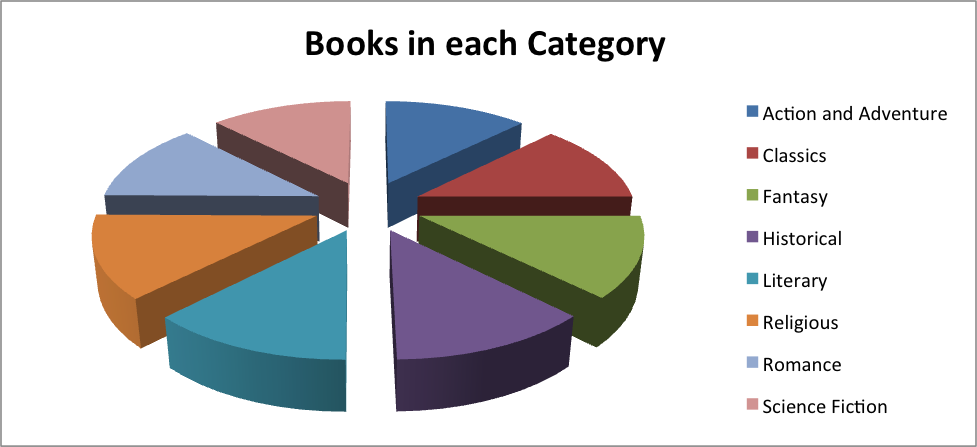 Books in each Category
Action and Adventure
Classics
Fantasy
Historical
Literary
Religious
Romance
Science Fiction